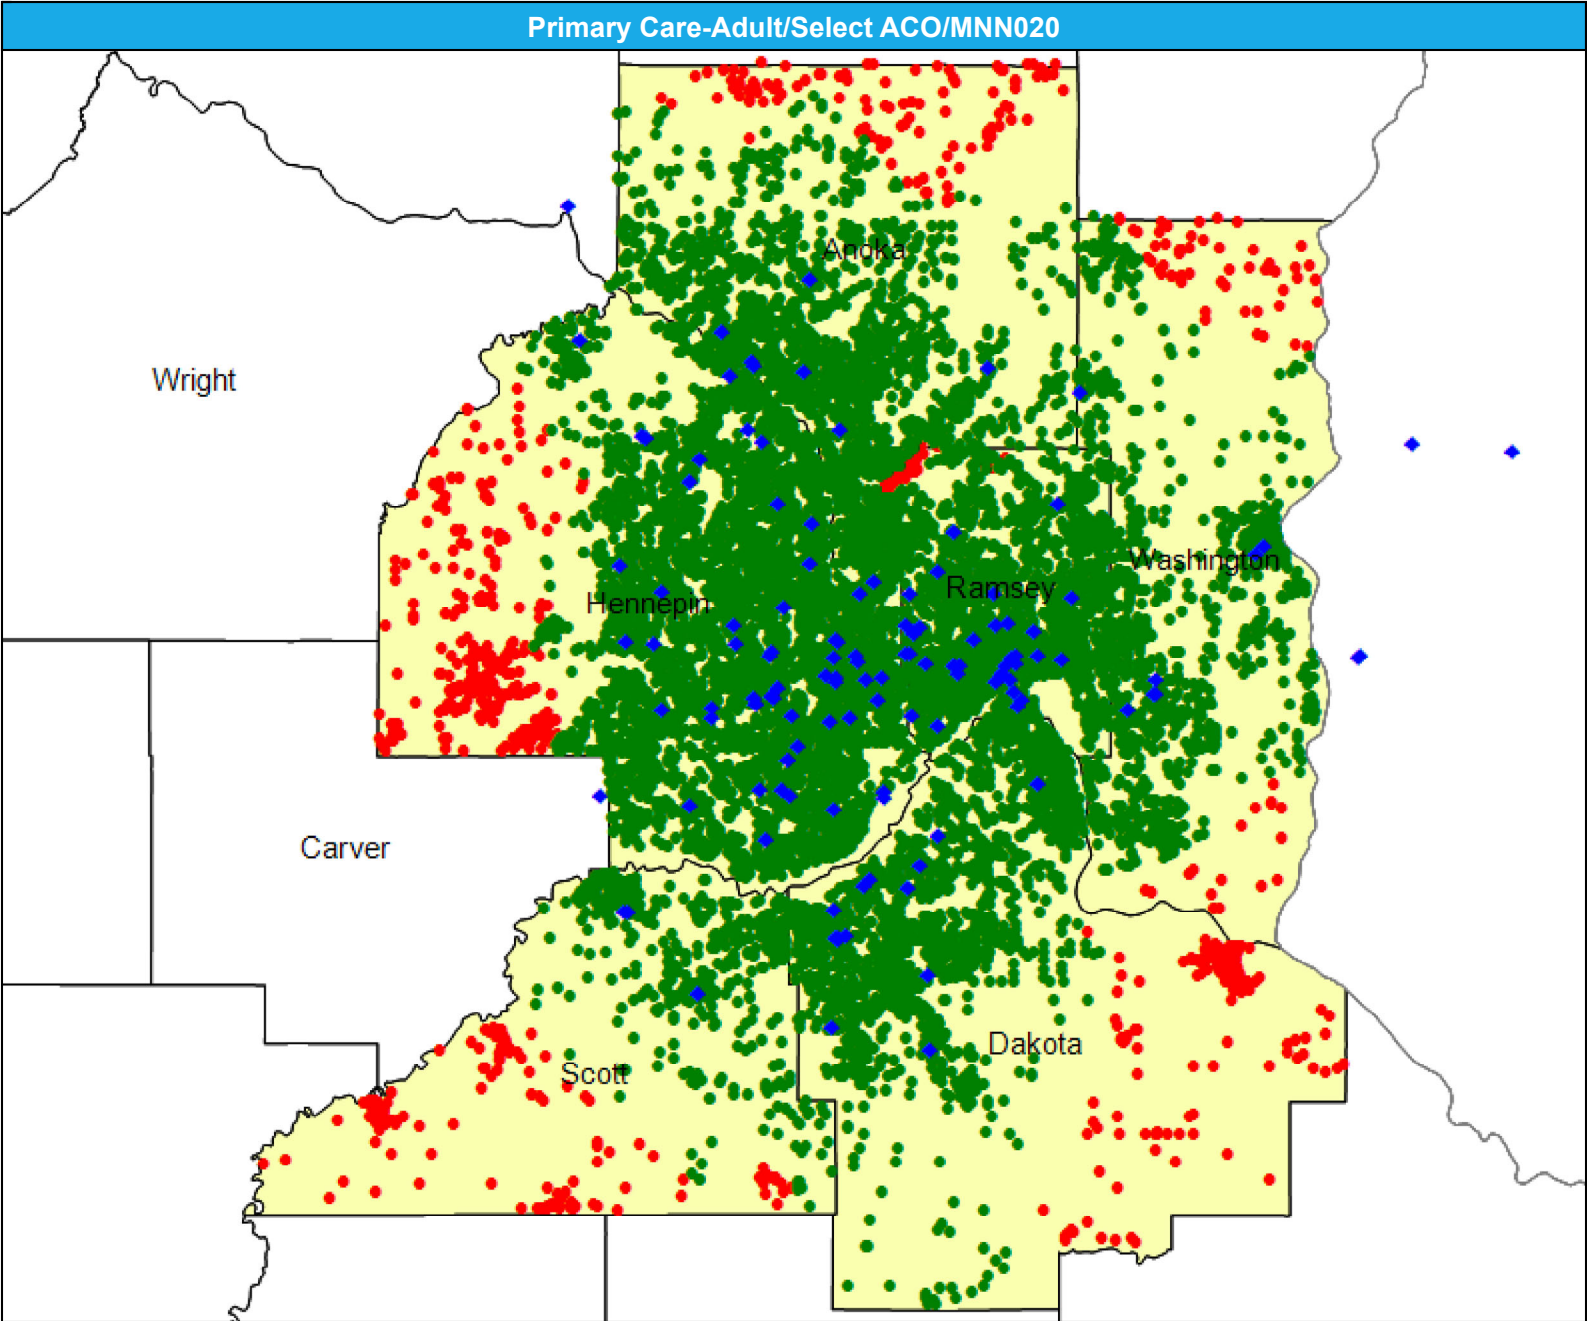 Primary Care-Adult/Select ACO/MNN020
Anoka
Wright
Washington
Ramsey
Hennepin
Carver
Dakota
Scott